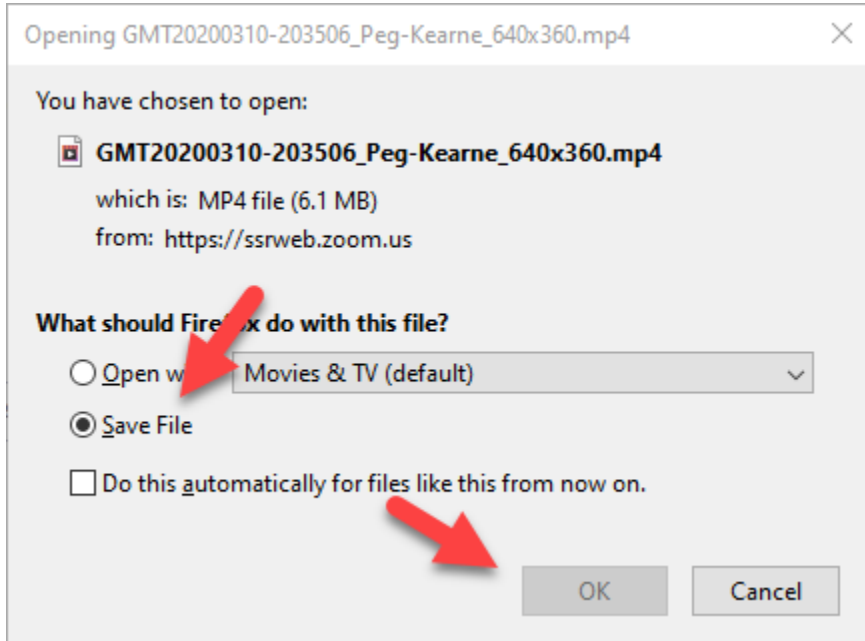 Opening GMT20200310-203506_Peg-Kearne_640x360.mp4
You have chosen to open:
GMT20200310-203506_Peg-Kearne_640x360.mp4
which is: MP4 file (6.1 MB)
from: https://ssrweb.zoom.us
What should Firefox do with this file?
Open Movies & TV (default)
Save File
Do this automatically for files like this from now on.
OK Cancel